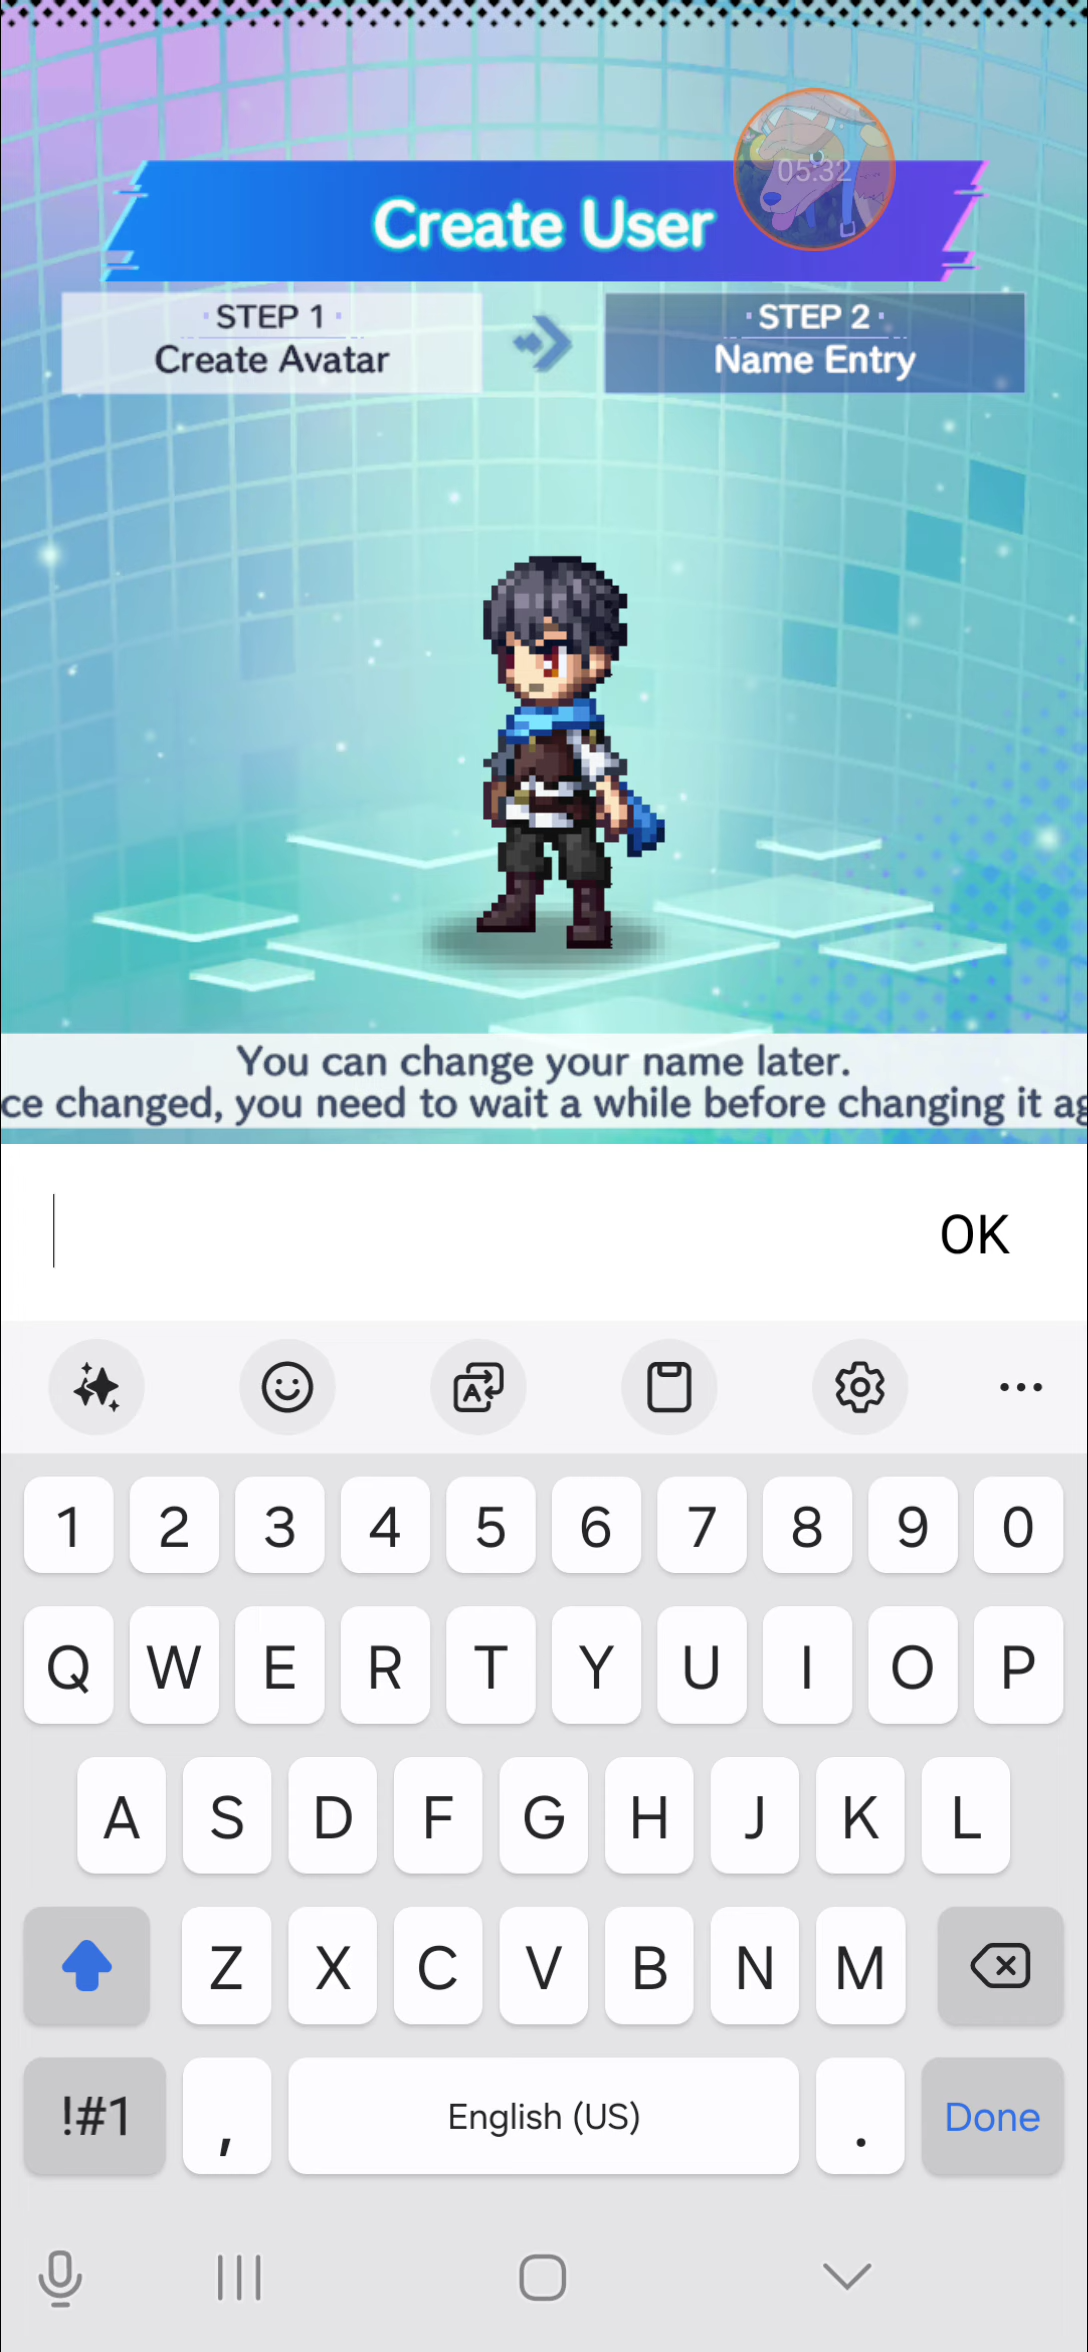 05:32
Create User
STEP 1
Create Avatar
STEP 2
Name Entry
You can change your name later.
ce changed, you need to wait a while before changing it ag
OK
1 2 3 4 5 6 7 8 9 0
Q W E R T Y U I O P
A S D F G H J K L
Z X C V B N M
!#1 , English (US) . Done